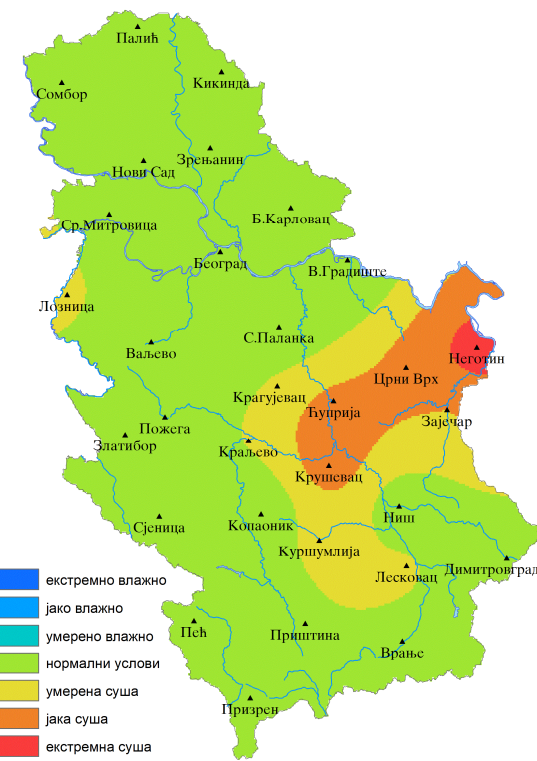 Палић
Кикинда
Сомбор
Зрењанин
Нови Сад
Ср.Митровица
Б.Карловац
Београд
В.Градиште
Лозница
С.Паланка
Ваљево
Неготин
Црни Врх
Крагујевац
Ћуприја
Зајечар
Пожега
Златибор
Краљево
Крушевац
Сјеница
Копаоник
Ниш
Куршумлија
Димитровград
Лесковац
Пећ
Приштина
Врање
Призрен
екстремно влажно
јако влажно
умерено влажно
нормални услови
умерена суша
јака суша
екстремна суша